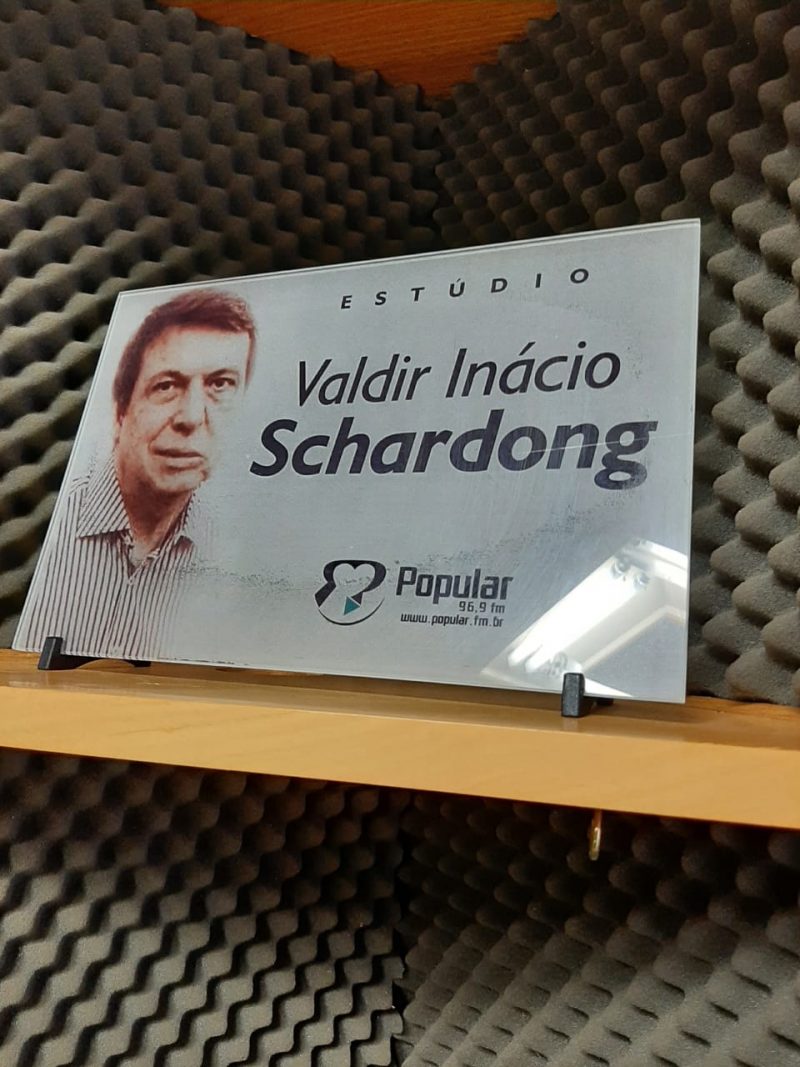 ESTÚDIO
Valdir Inácio
Schardong
Popular
96,9 fm
www.popular.fm.br